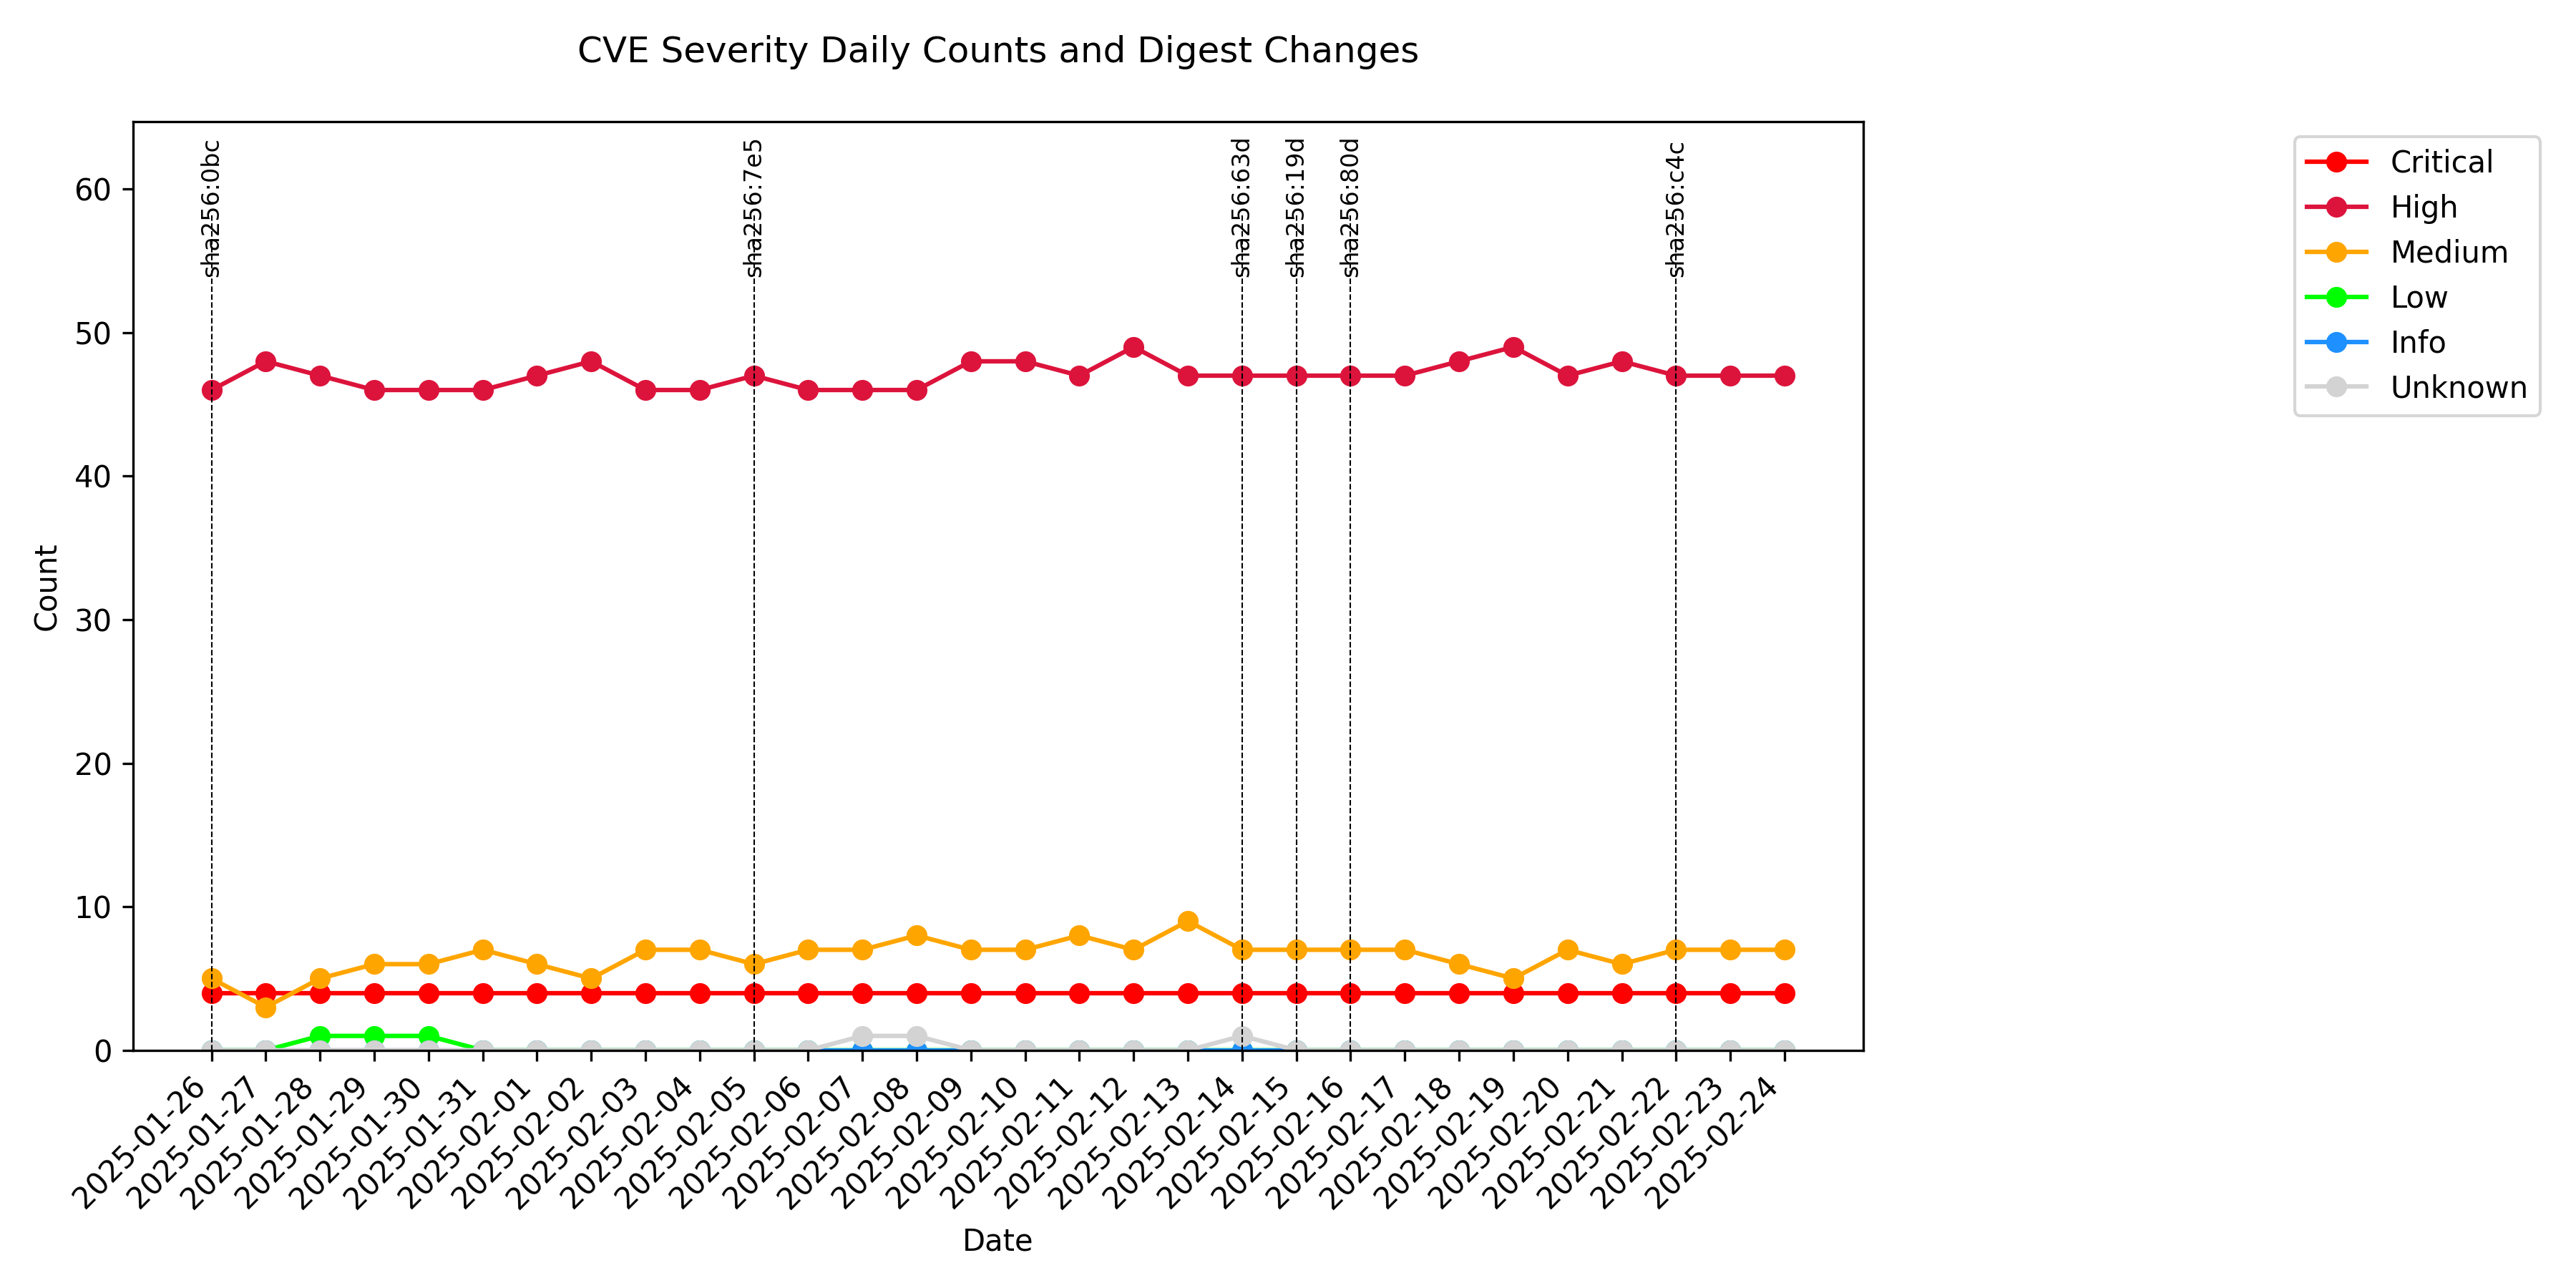 CVE Severity Daily Counts and Digest Changes
sha256:0bc
sha256:7e5
sha256:63d
sha256:19d
sha256:80d
sha256:c4c
Critical
High
Medium
Low
Info
Unknown
60
50
40
30
20
10
0
Count
2025-01-26
2025-01-27
2025-01-28
2025-01-29
2025-01-30
2025-01-31
2025-02-01
2025-02-02
2025-02-03
2025-02-04
2025-02-05
2025-02-06
2025-02-07
2025-02-08
2025-02-09
2025-02-10
2025-02-11
2025-02-12
2025-02-13
2025-02-14
2025-02-15
2025-02-16
2025-02-17
2025-02-18
2025-02-19
2025-02-20
2025-02-21
2025-02-22
2025-02-23
2025-02-24
Date